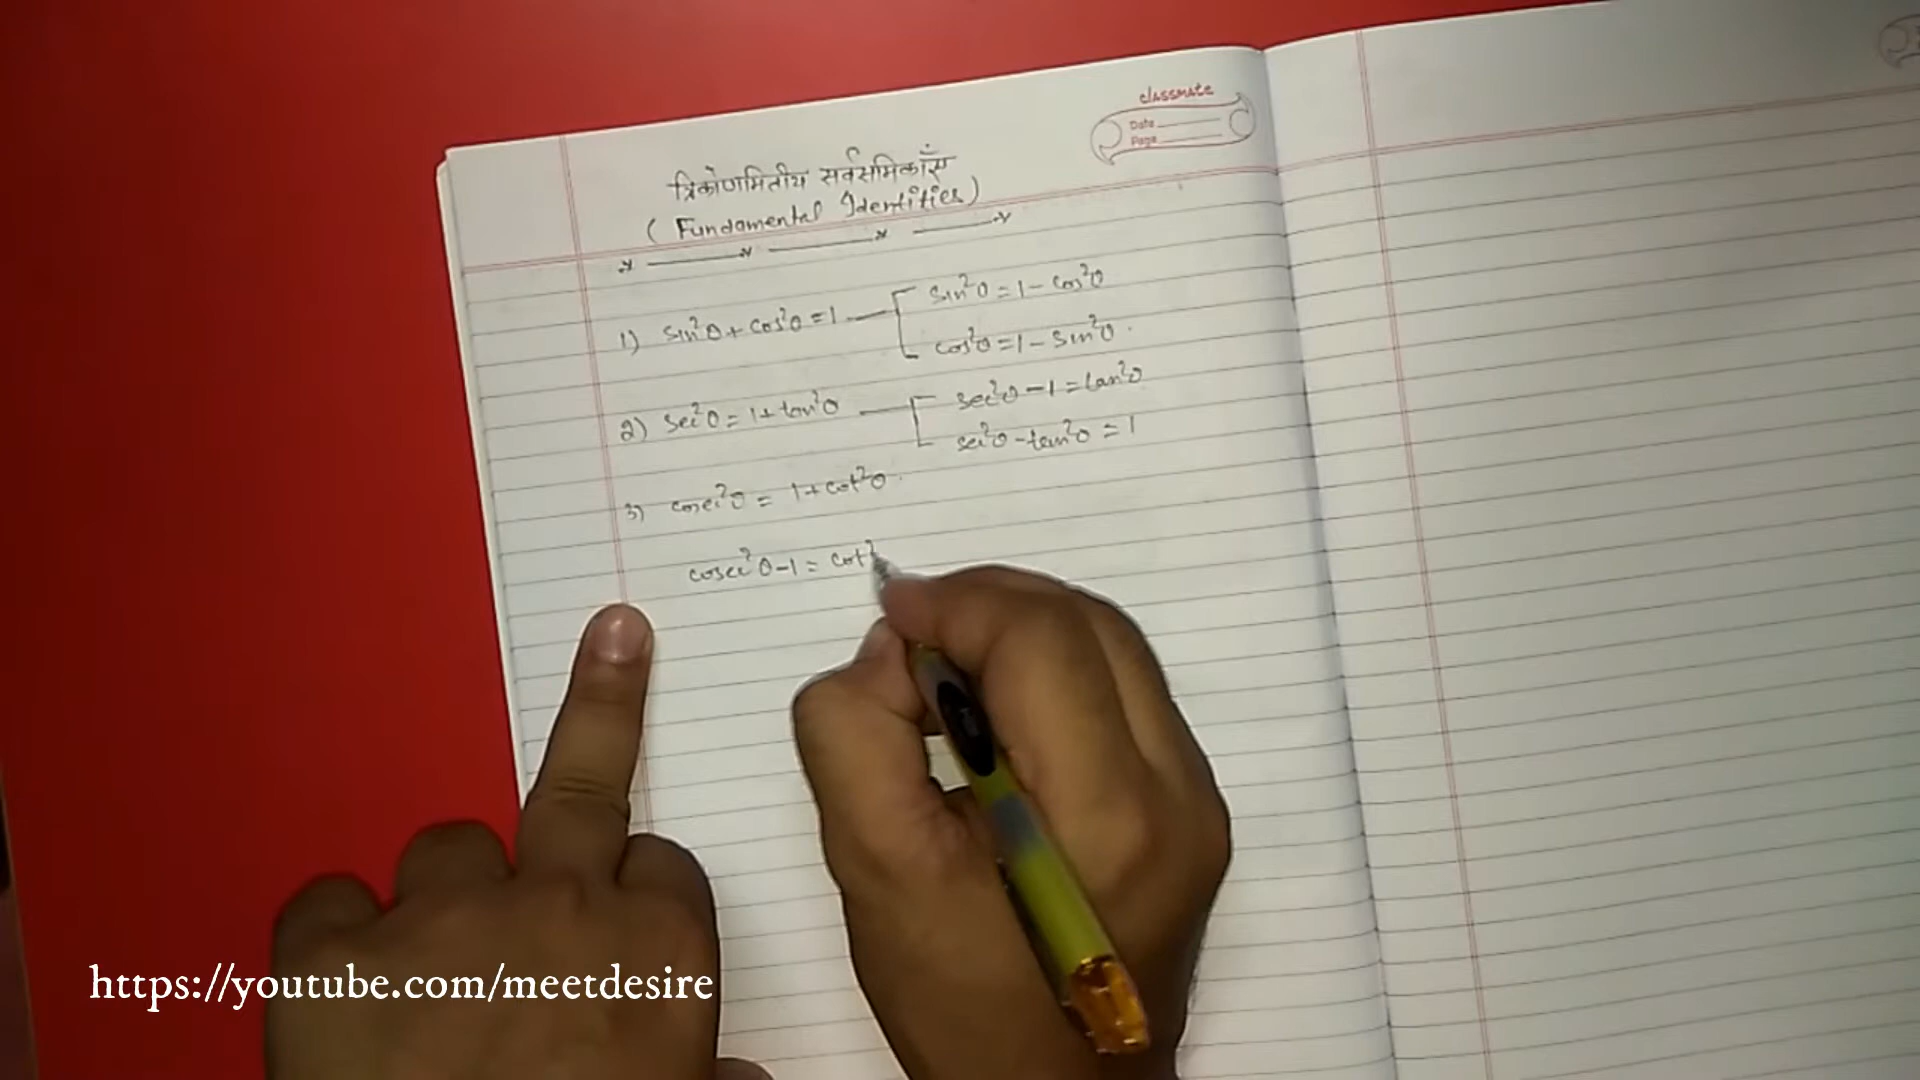 classmate
Date
Page
त्रिकोणमितीय सर्वसमिकाएँ
(Fundamental Identities)
1) sin²θ + cos²θ = 1
sin²θ = 1 - cos²θ
cos²θ = 1 - sin²θ.
2) sec²θ = 1 + tan²θ
sec²θ - 1 = tan²θ
sec²θ - tan²θ = 1
3) cosec²θ = 1 + cot²θ.
cosec²θ - 1 = cot²
https://youtube.com/meetdesire